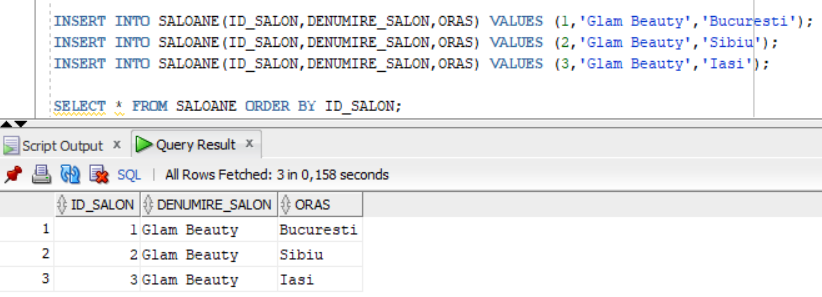 INSERT INTO SALOANE(ID_SALON,DENUMIRE_SALON,ORAS) VALUES (1,'Glam Beauty','Bucuresti');
INSERT INTO SALOANE(ID_SALON,DENUMIRE_SALON,ORAS) VALUES (2,'Glam Beauty','Sibiu');
INSERT INTO SALOANE(ID_SALON,DENUMIRE_SALON,ORAS) VALUES (3,'Glam Beauty','Iasi');
SELECT * FROM SALOANE ORDER BY ID_SALON;
Script Output x Query Result x
SQL | All Rows Fetched: 3 in 0,158 seconds
ID_SALON DENUMIRE_SALON ORAS
1 1 Glam Beauty Bucuresti
2 2 Glam Beauty Sibiu
3 3 Glam Beauty Iasi